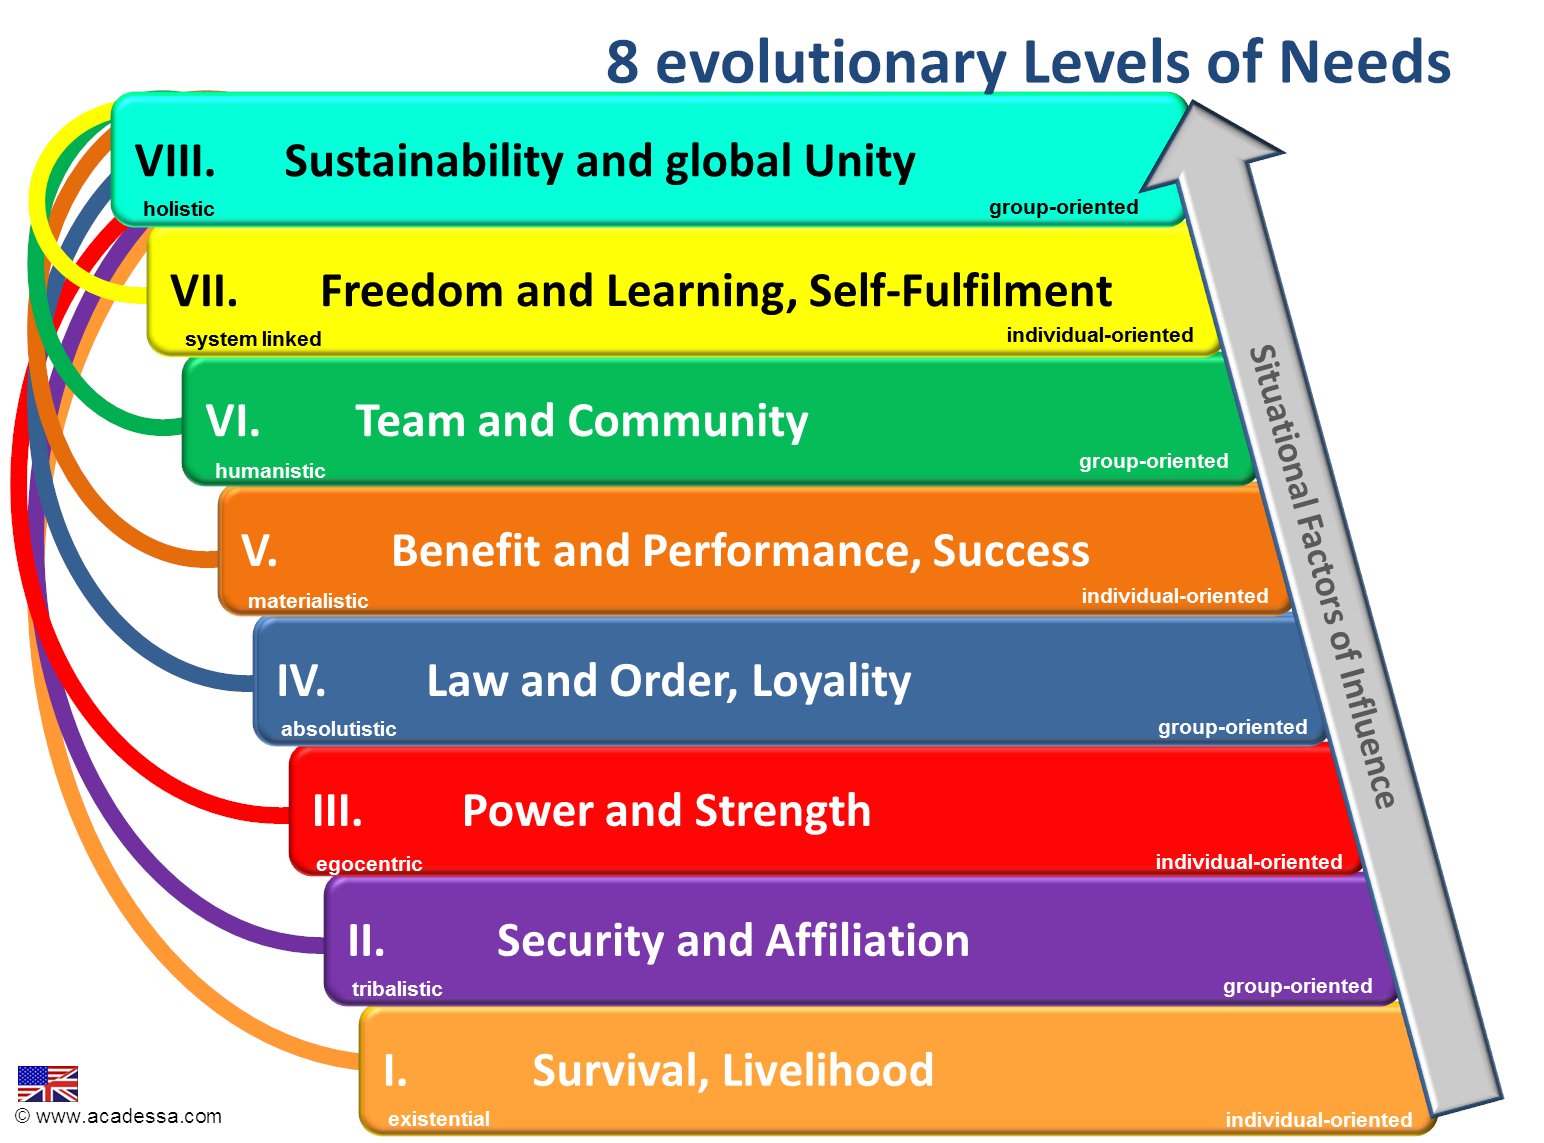 8 evolutionary Levels of Needs
VIII. Sustainability and global Unity
holistic group-oriented
VII. Freedom and Learning, Self-Fulfilment
system linked individual-oriented
VI. Team and Community
humanistic group-oriented
V. Benefit and Performance, Success
materialistic individual-oriented
IV. Law and Order, Loyality
absolutistic group-oriented
III. Power and Strength
egocentric individual-oriented
II. Security and Affiliation
tribalistic group-oriented
I. Survival, Livelihood
existential individual-oriented
Situational Factors of Influence
© www.acadessa.com